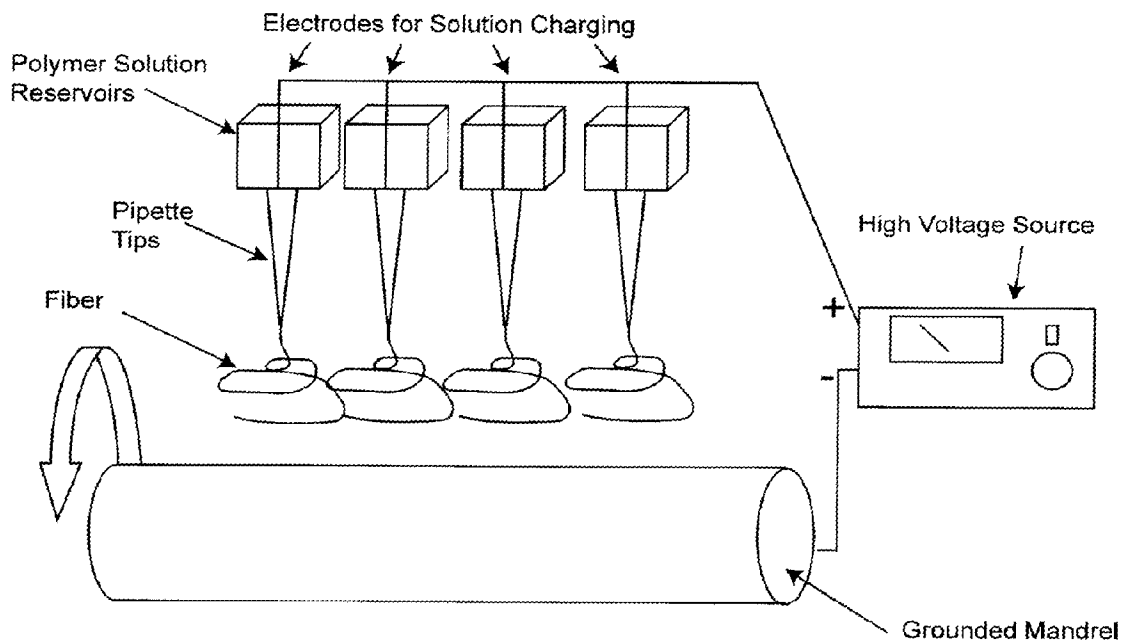 Electrodes for Solution Charging
Polymer Solution
Reservoirs
Pipette
Tips
High Voltage Source
Fiber
+
-
Grounded Mandrel